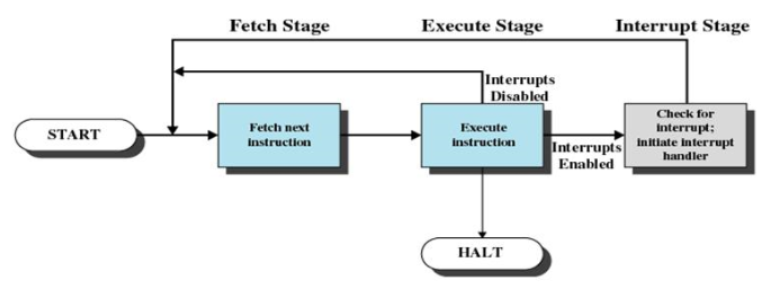 Fetch Stage
Execute Stage
Interrupt Stage
Interrupts
Disabled
START
Fetch next
instruction
Execute
instruction
Interrupts
Enabled
Check for
interrupt;
initiate interrupt
handler
HALT